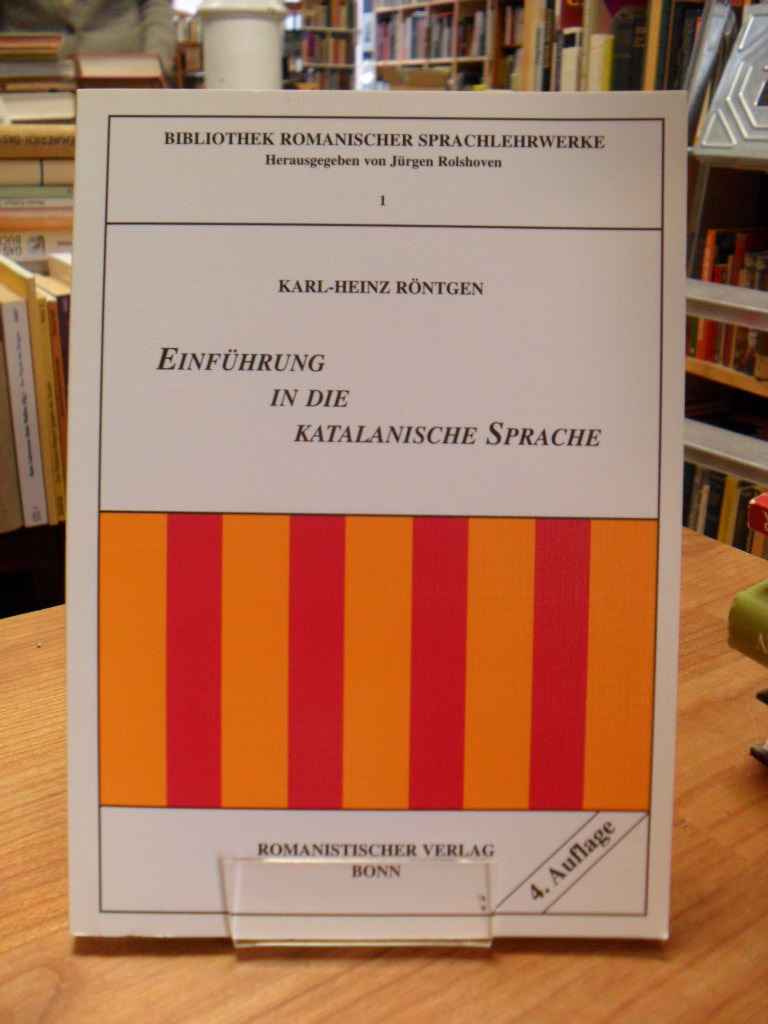 BIBLIOTHEK ROMANISCHER SPRACHLEHRWERKE
Herausgegeben von Jürgen Rolshoven
1
KARL-HEINZ RÖNTGEN
EINFÜHRUNG
IN DIE
KATALANISCHE SPRACHE
ROMANISTISCHER VERLAG
BONN
4. Auflage